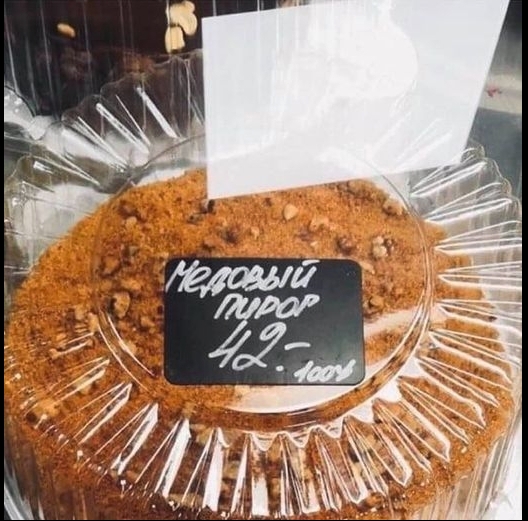 Медовый
пирог
42.-
100г